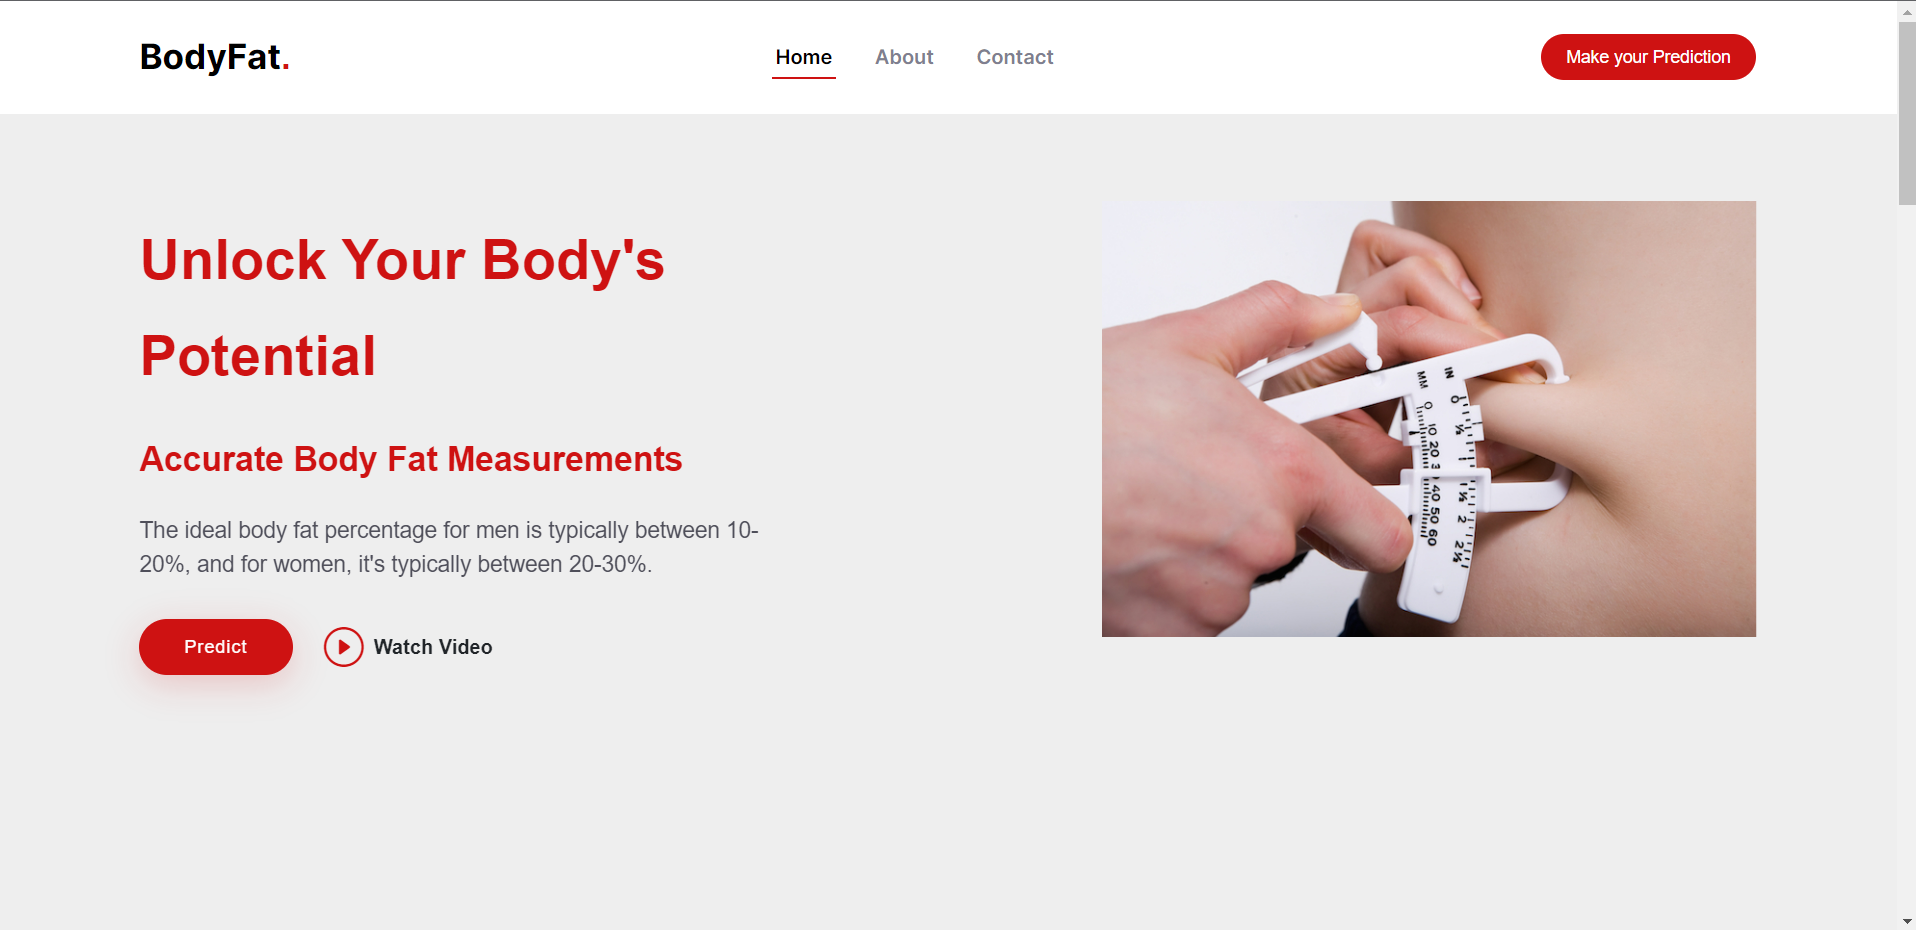 BodyFat.
Home
About
Contact
Make your Prediction
Unlock Your Body's
Potential
Accurate Body Fat Measurements
The ideal body fat percentage for men is typically between 10-
20%, and for women, it's typically between 20-30%.
Predict
Watch Video
MM
IN
0
10
20
40
50
60
0
½
1
1½
2
2½